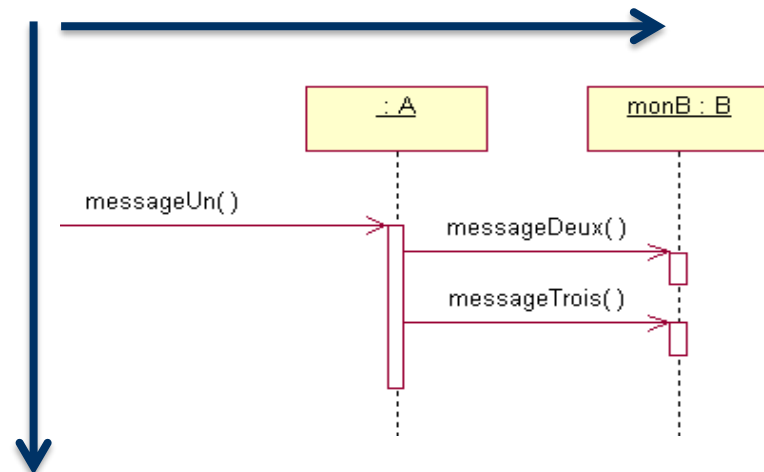 : A
monB : B
messageUn()
messageDeux()
messageTrois()